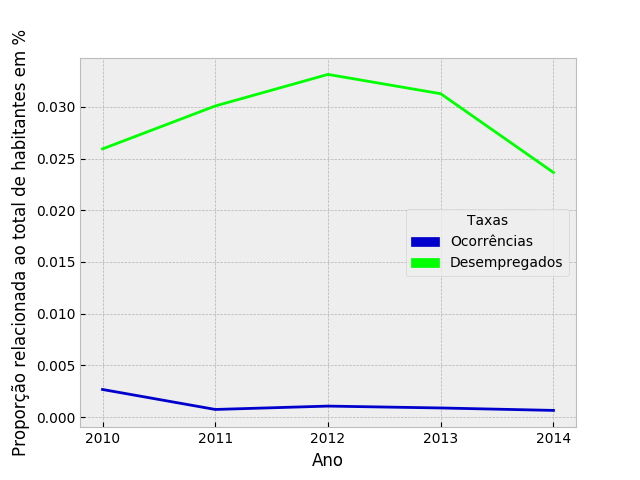 Proporção relacionada ao total de habitantes em %
0.030
0.025
0.020
0.015
0.010
0.005
0.000
Taxas
Ocorrências
Desempregados
2010 2011 2012 2013 2014
Ano